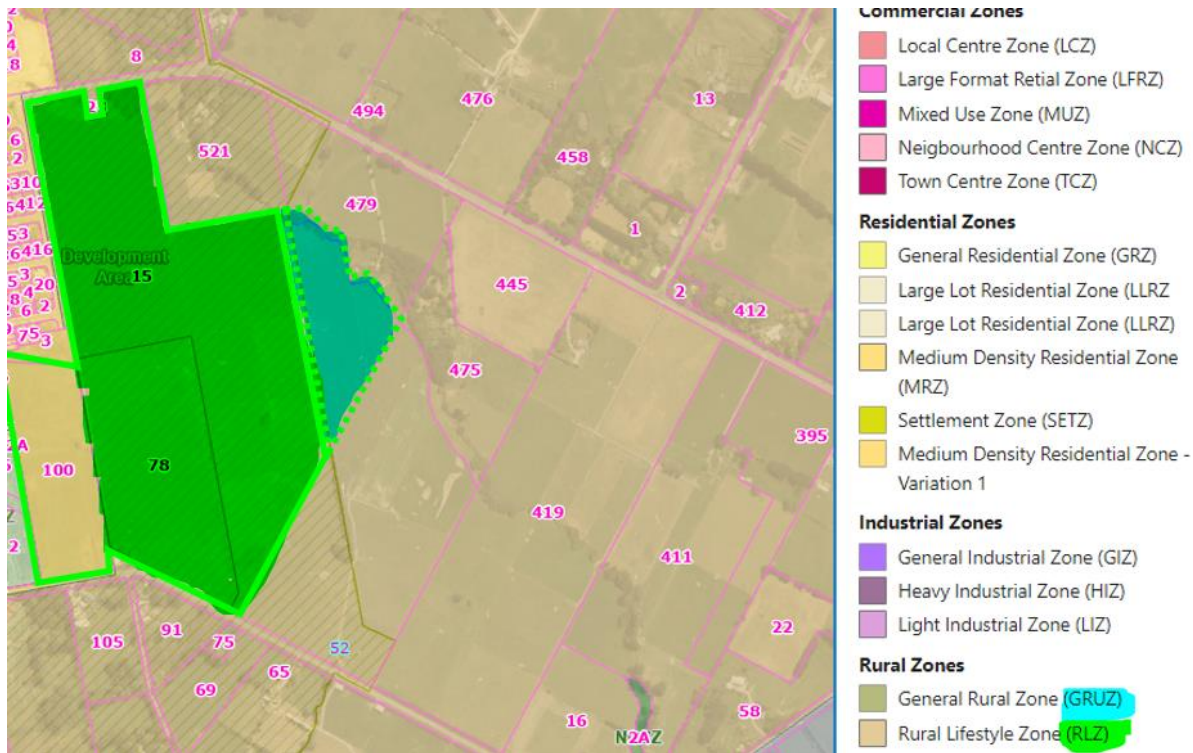 8
494
476
13
2
521
458
479
1
Development
Area
15
445
2
412
475
395
100
78
419
411
22
105
91
75
52
65
69
16
58
N2AZ
Commercial Zones
Local Centre Zone (LCZ)
Large Format Retial Zone (LFRZ)
Mixed Use Zone (MUZ)
Neigbourhood Centre Zone (NCZ)
Town Centre Zone (TCZ)
Residential Zones
General Residential Zone (GRZ)
Large Lot Residential Zone (LLRZ
Large Lot Residential Zone (LLRZ)
Medium Density Residential Zone
(MRZ)
Settlement Zone (SETZ)
Medium Density Residential Zone -
Variation 1
Industrial Zones
General Industrial Zone (GIZ)
Heavy Industrial Zone (HIZ)
Light Industrial Zone (LIZ)
Rural Zones
General Rural Zone (GRUZ)
Rural Lifestyle Zone (RLZ)